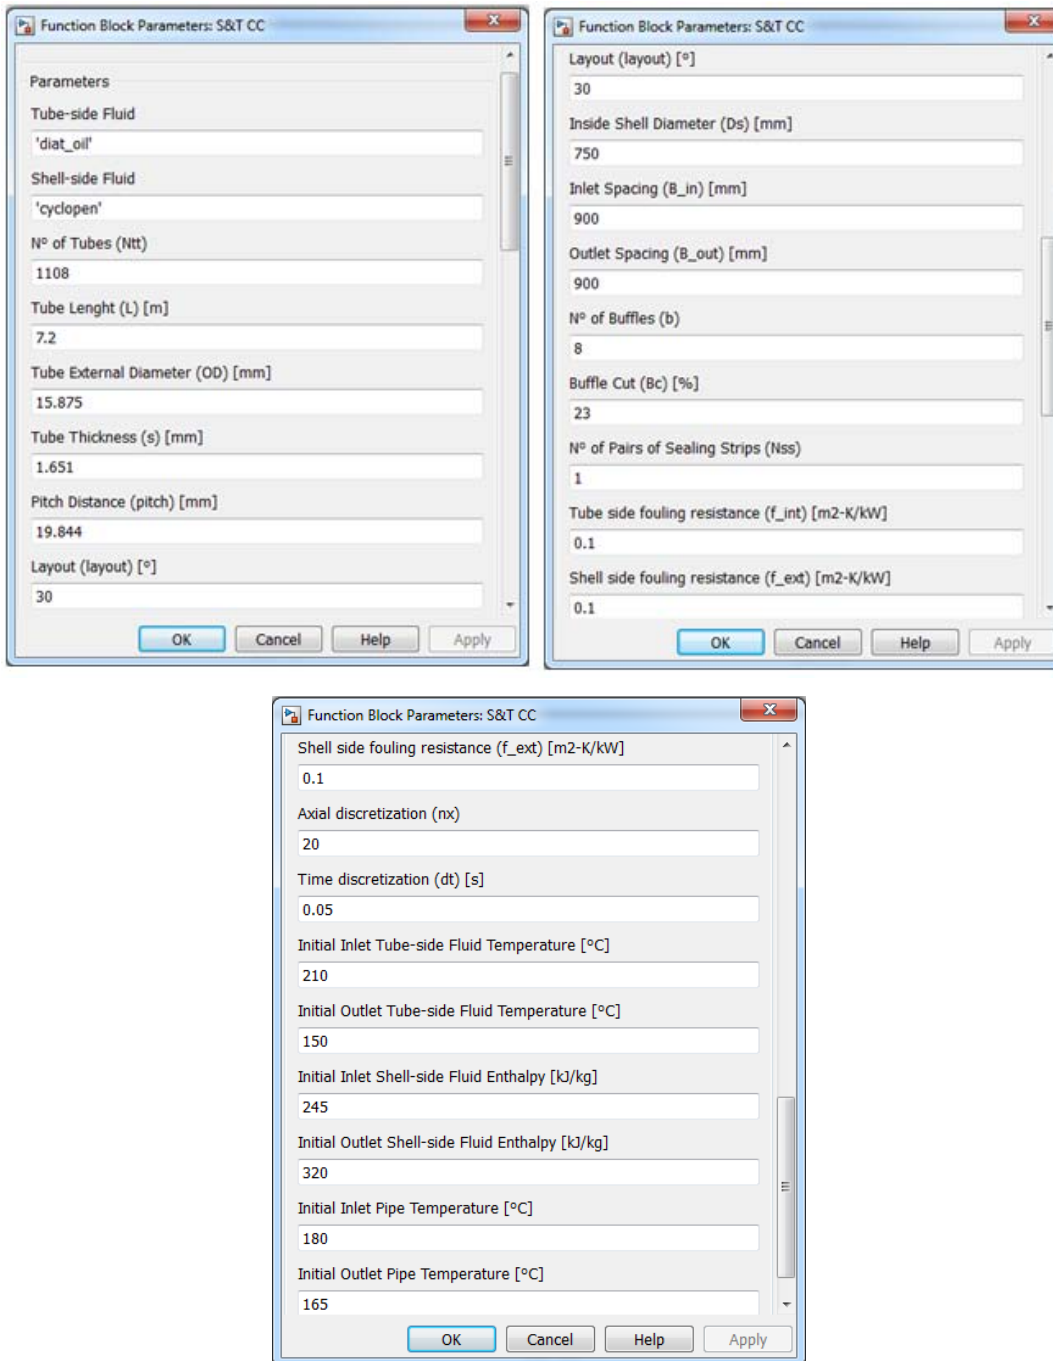 Function Block Parameters: S&T CC
Parameters
Tube-side Fluid
'diat_oil'
Shell-side Fluid
'cyclopen'
Nº of Tubes (Ntt)
1108
Tube Lenght (L) [m]
7.2
Tube External Diameter (OD) [mm]
15.875
Tube Thickness (s) [mm]
1.651
Pitch Distance (pitch) [mm]
19.844
Layout (layout) [º]
30
OK Cancel Help Apply
Function Block Parameters: S&T CC
Layout (layout) [º]
30
Inside Shell Diameter (Ds) [mm]
750
Inlet Spacing (B_in) [mm]
900
Outlet Spacing (B_out) [mm]
900
Nº of Buffles (b)
8
Buffle Cut (Bc) [%]
23
Nº of Pairs of Sealing Strips (Nss)
1
Tube side fouling resistance (f_int) [m2-K/kW]
0.1
Shell side fouling resistance (f_ext) [m2-K/kW]
0.1
OK Cancel Help Apply
Function Block Parameters: S&T CC
Shell side fouling resistance (f_ext) [m2-K/kW]
0.1
Axial discretization (nx)
20
Time discretization (dt) [s]
0.05
Initial Inlet Tube-side Fluid Temperature [ºC]
210
Initial Outlet Tube-side Fluid Temperature [ºC]
150
Initial Inlet Shell-side Fluid Enthalpy [kJ/kg]
245
Initial Outlet Shell-side Fluid Enthalpy [kJ/kg]
320
Initial Inlet Pipe Temperature [ºC]
180
Initial Outlet Pipe Temperature [ºC]
165
OK Cancel Help Apply